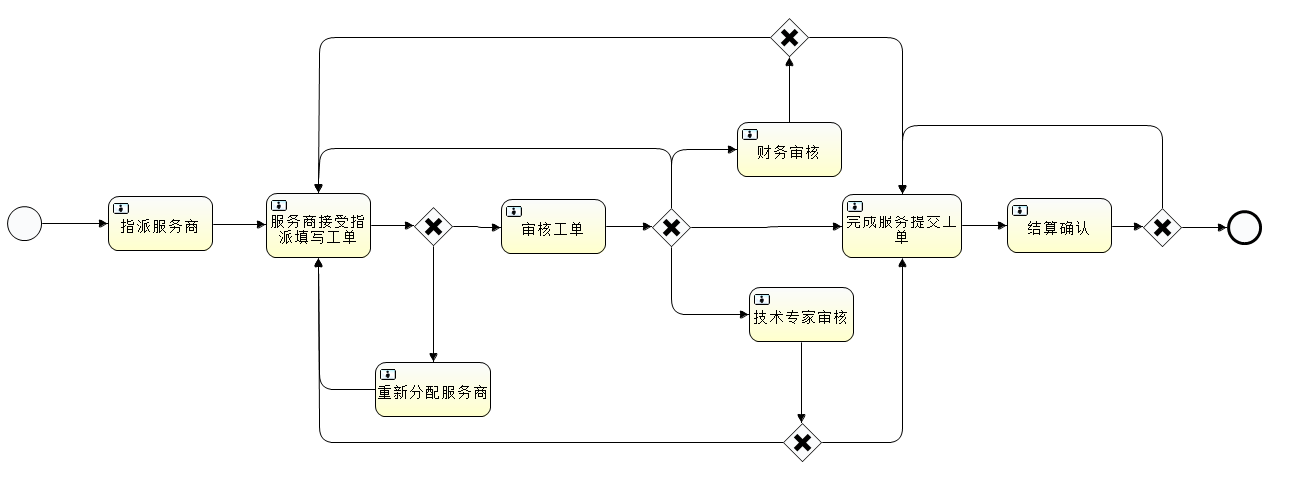 指派服务商
服务商接受指
派填写工单
审核工单
财务审核
完成服务提交工
单
结算确认
技术专家审核
重新分配服务商